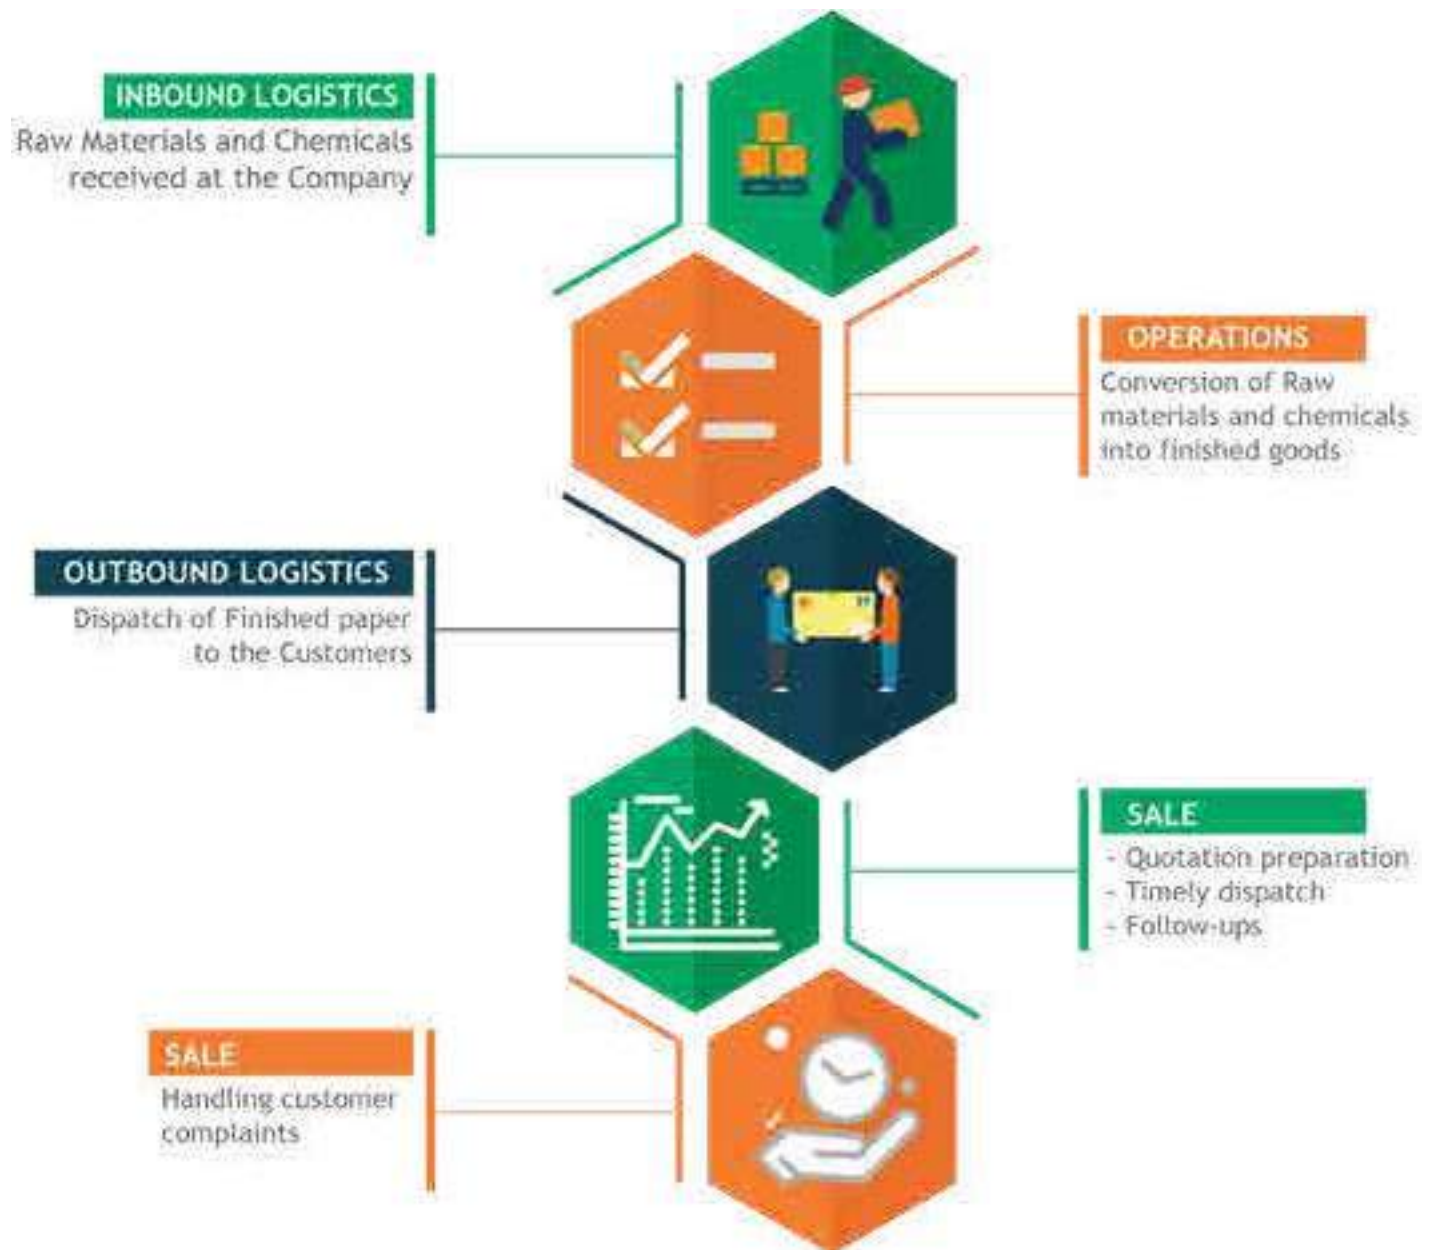 INBOUND LOGISTICS
Raw Materials and Chemicals
received at the Company
OPERATIONS
Conversion of Raw
materials and chemicals
into finished goods
OUTBOUND LOGISTICS
Dispatch of Finished paper
to the Customers
SALE
- Quotation preparation
- Timely dispatch
- Follow-ups
SALE
Handling customer
complaints